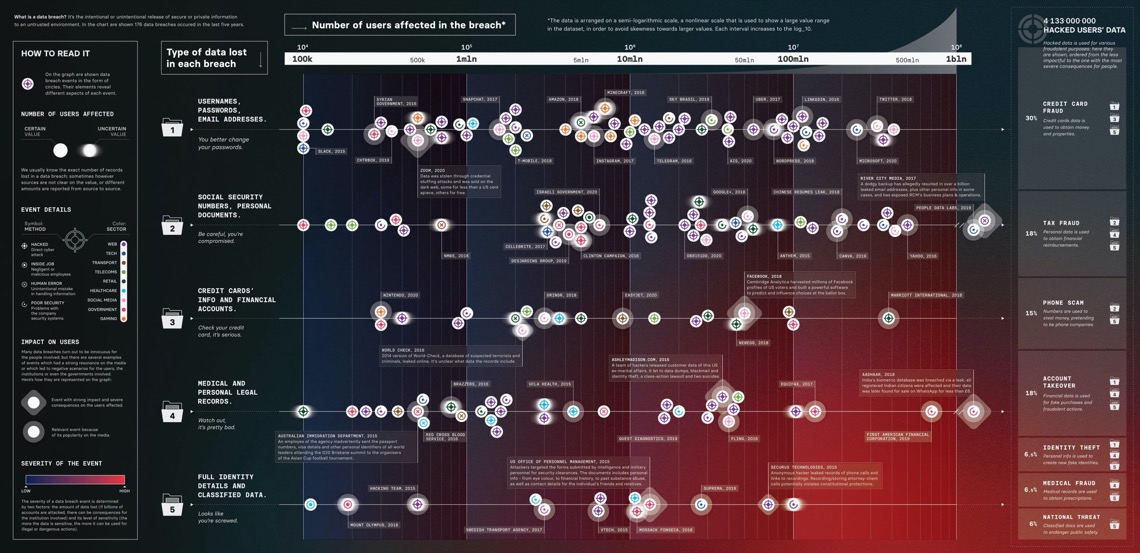 What is a data breach? It's the intentional or unintentional release of secure or private information
to an untrusted environment. In the chart are shown 176 data breaches occured in the last five years.
HOW TO READ IT
On the graph are shown
data breach events in the form of
circles. Their elements reveal
different aspects of each event.
NUMBER OF USERS AFFECTED
CERTAIN
VALUE
UNCERTAIN
VALUE
We usually know the exact number of records
lost in a data breach; sometimes however
sources are not clear on the value, or different
amounts are reported from source to source.
EVENT DETAILS
Symbol:
METHOD
Color:
SECTOR
HACKED
Direct cyber
attack
INSIDE JOB
Negligent or
malicious employees
HUMAN ERROR
Unintentional mistake
in handling information
POOR SECURITY
Problems with
the company
security systems
WEB
TECH
TRANSPORT
TELECOMS
RETAIL
HEALTHCARE
SOCIAL MEDIA
GOVERNMENT
GAMING
IMPACT ON USERS
Many data breaches turn out to be innocuous for
the people involved, but there are several examples
of events which had a strong resonance on the media
or which led to negative scenarios for the users, the
institutions or even the governments involved.
Here's how they are represented on the graph:
Event with strong impact and severe
consequences on the users affected.
Relevant event because
of its popularity on the media.
SEVERITY OF THE EVENT
LOW
HIGH
The severity of a data breach event is determined
by two factors: the amount of data lost (if billions
of accounts are involved, there can be consequences
for the institution involved) and its level of sensitivity (the
more the data is sensitive, the more it can be used for
illegal or dangerous actions).
Number of users affected in the breach*
*The data is arranged on a semi-logarithmic scale, a nonlinear scale that is used to show a large value range
in the dataset, in order to avoid skewness towards larger values. Each interval increases to the log_10.
Type of data lost
in each breach
100k
500k
1mln
5mln
10mln
50mln
100mln
500mln
1bln
1
USERNAMES,
PASSWORDS,
EMAIL ADDRESSES.
You better change
your passwords.
SYRIAN
GOVERNMENT, 2016
SNAPCHAT, 2017
AMAZON, 2018
MINECRAFT, 2016
SKY BRASIL, 2018
UBER, 2017
LINKEDIN, 2016
TWITTER, 2018
SLACK, 2015
CHTRBOX, 2019
T-MOBILE, 2018
INSTAGRAM, 2017
TELEGRAM, 2016
WORDPRESS, 2018
MICROSOFT, 2020
ZOOM, 2020
Data was stolen through credential
stuffing attacks and was sold on the
dark web, some for less than a US cent
apiece, others for free
2
SOCIAL SECURITY
NUMBERS, PERSONAL
DOCUMENTS.
Be careful, you're
compromised.
ISRAELI GOVERNMENT, 2020
GOOGLE+, 2018
CHINESE RESUMES LEAK, 2018
RIVER CITY MEDIA, 2017
A dodgy backup has allegedly resulted in over a billion
leaked email addresses, plus other personal info in some
cases, and has exposed RCM's business plans & operations.
PEOPLE DATA LABS, 2019
CELLEBRITE, 2017
DESJARDINS GROUP, 2019
CLINTON CAMPAIGN, 2016
ANTHEM, 2015
CANVA, 2019
YAHOO, 2016
3
CREDIT CARDS'
INFO AND FINANCIAL
ACCOUNTS.
Check your credit
card, it's serious.
NINTENDO, 2020
EASYJET, 2020
FACEBOOK, 2018
Cambridge Analytica harvested millions of Facebook
profiles of US voters and built a powerful software
to predict and influence choices at the ballot box.
MARRIOTT INTERNATIONAL, 2018
WORLD CHECK, 2016
2014 version of World-Check, a database of suspected terrorists and
criminals, leaked online. It's unclear what data the records include
4
MEDICAL AND
PERSONAL LEGAL
RECORDS.
Watch out,
it's pretty bad.
BRAZZERS, 2016
UCLA HEALTH, 2015
ASHLEYMADISON.COM, 2015
A team of hackers released customer data of this US
ex-marital affairs. It let to data dumps, blackmail and
identity theft, a class-action lawsuit and two suicides.
EQUIFAX, 2017
AADHAAR, 2018
India's biometric database was breached via a leak: all
registered Indian citizens were affected and their data
was later found for sale on WhatsApp for less than £6.
AUSTRALIAN IMMIGRATION DEPARTMENT, 2015
An employee of the agency inadvertently sent the passport
numbers, visa details and other personal identifiers of all world
leaders attending the G20 Brisbane summit to the organisers
of the Asian Cup football tournament.
RED CROSS BLOOD
SERVICE, 2016
QUEST DIAGNOSTICS, 2019
FLING, 2016
FIRST AMERICAN FINANCIAL
CORPORATION, 2019
5
FULL IDENTITY
DETAILS AND
CLASSIFIED DATA.
Looks like
you're screwed.
HACKING TEAM, 2015
US OFFICE OF PERSONNEL MANAGEMENT, 2015
Attackers targeted the forms submitted by intelligence and military
personnel for security clearances. The documents includes personal
info - from eye colour, to financial history, to past substance abuse,
as well as contact details for the individual's friends and relatives.
SUPREMA, 2019
SECURUS TECHNOLOGIES, 2015
Anonymous hacker leaked records of phone calls and
links to recordings. Recording/storing attorney-client
calls potentially violates constitutional protections.
MOUNT OLYMPUS, 2016
SWEDISH TRANSPORT AGENCY, 2017
VTECH, 2015
MOSSACK FONSECA, 2016
4 133 000 000
HACKED USERS' DATA
Hacked data is used for various
fraudulent purposes: here they
are shown, ordered from the less
impactful to the one with the most
severe consequences for people.
30%
CREDIT CARD
FRAUD
Credit cards data is
used to obtain money
and properties.
18%
TAX FRAUD
Personal data is used
to obtain financial
reimbursements.
15%
PHONE SCAM
Numbers are used to
steal money, pretending
to be phone companies.
18%
ACCOUNT
TAKEOVER
Financial data is used
for fake purchases and
fraudulent actions.
6,5%
IDENTITY THEFT
Personal info is used to
create new fake identities.
6,5%
MEDICAL FRAUD
Medical records are used
to obtain prescriptions.
6%
NATIONAL THREAT
Classified docs are used
to endanger public safety.